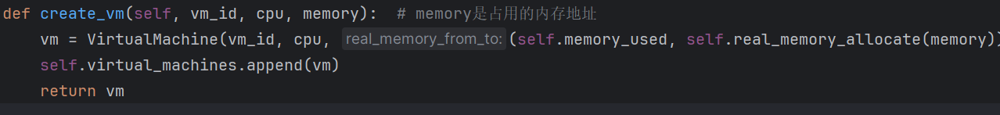 def create_vm(self, vm_id, cpu, memory):  # memory是占用的内存地址
    vm = VirtualMachine(vm_id, cpu, real_memory_from_to: (self.memory_used, self.real_memory_allocate(memory))
    self.virtual_machines.append(vm)
    return vm